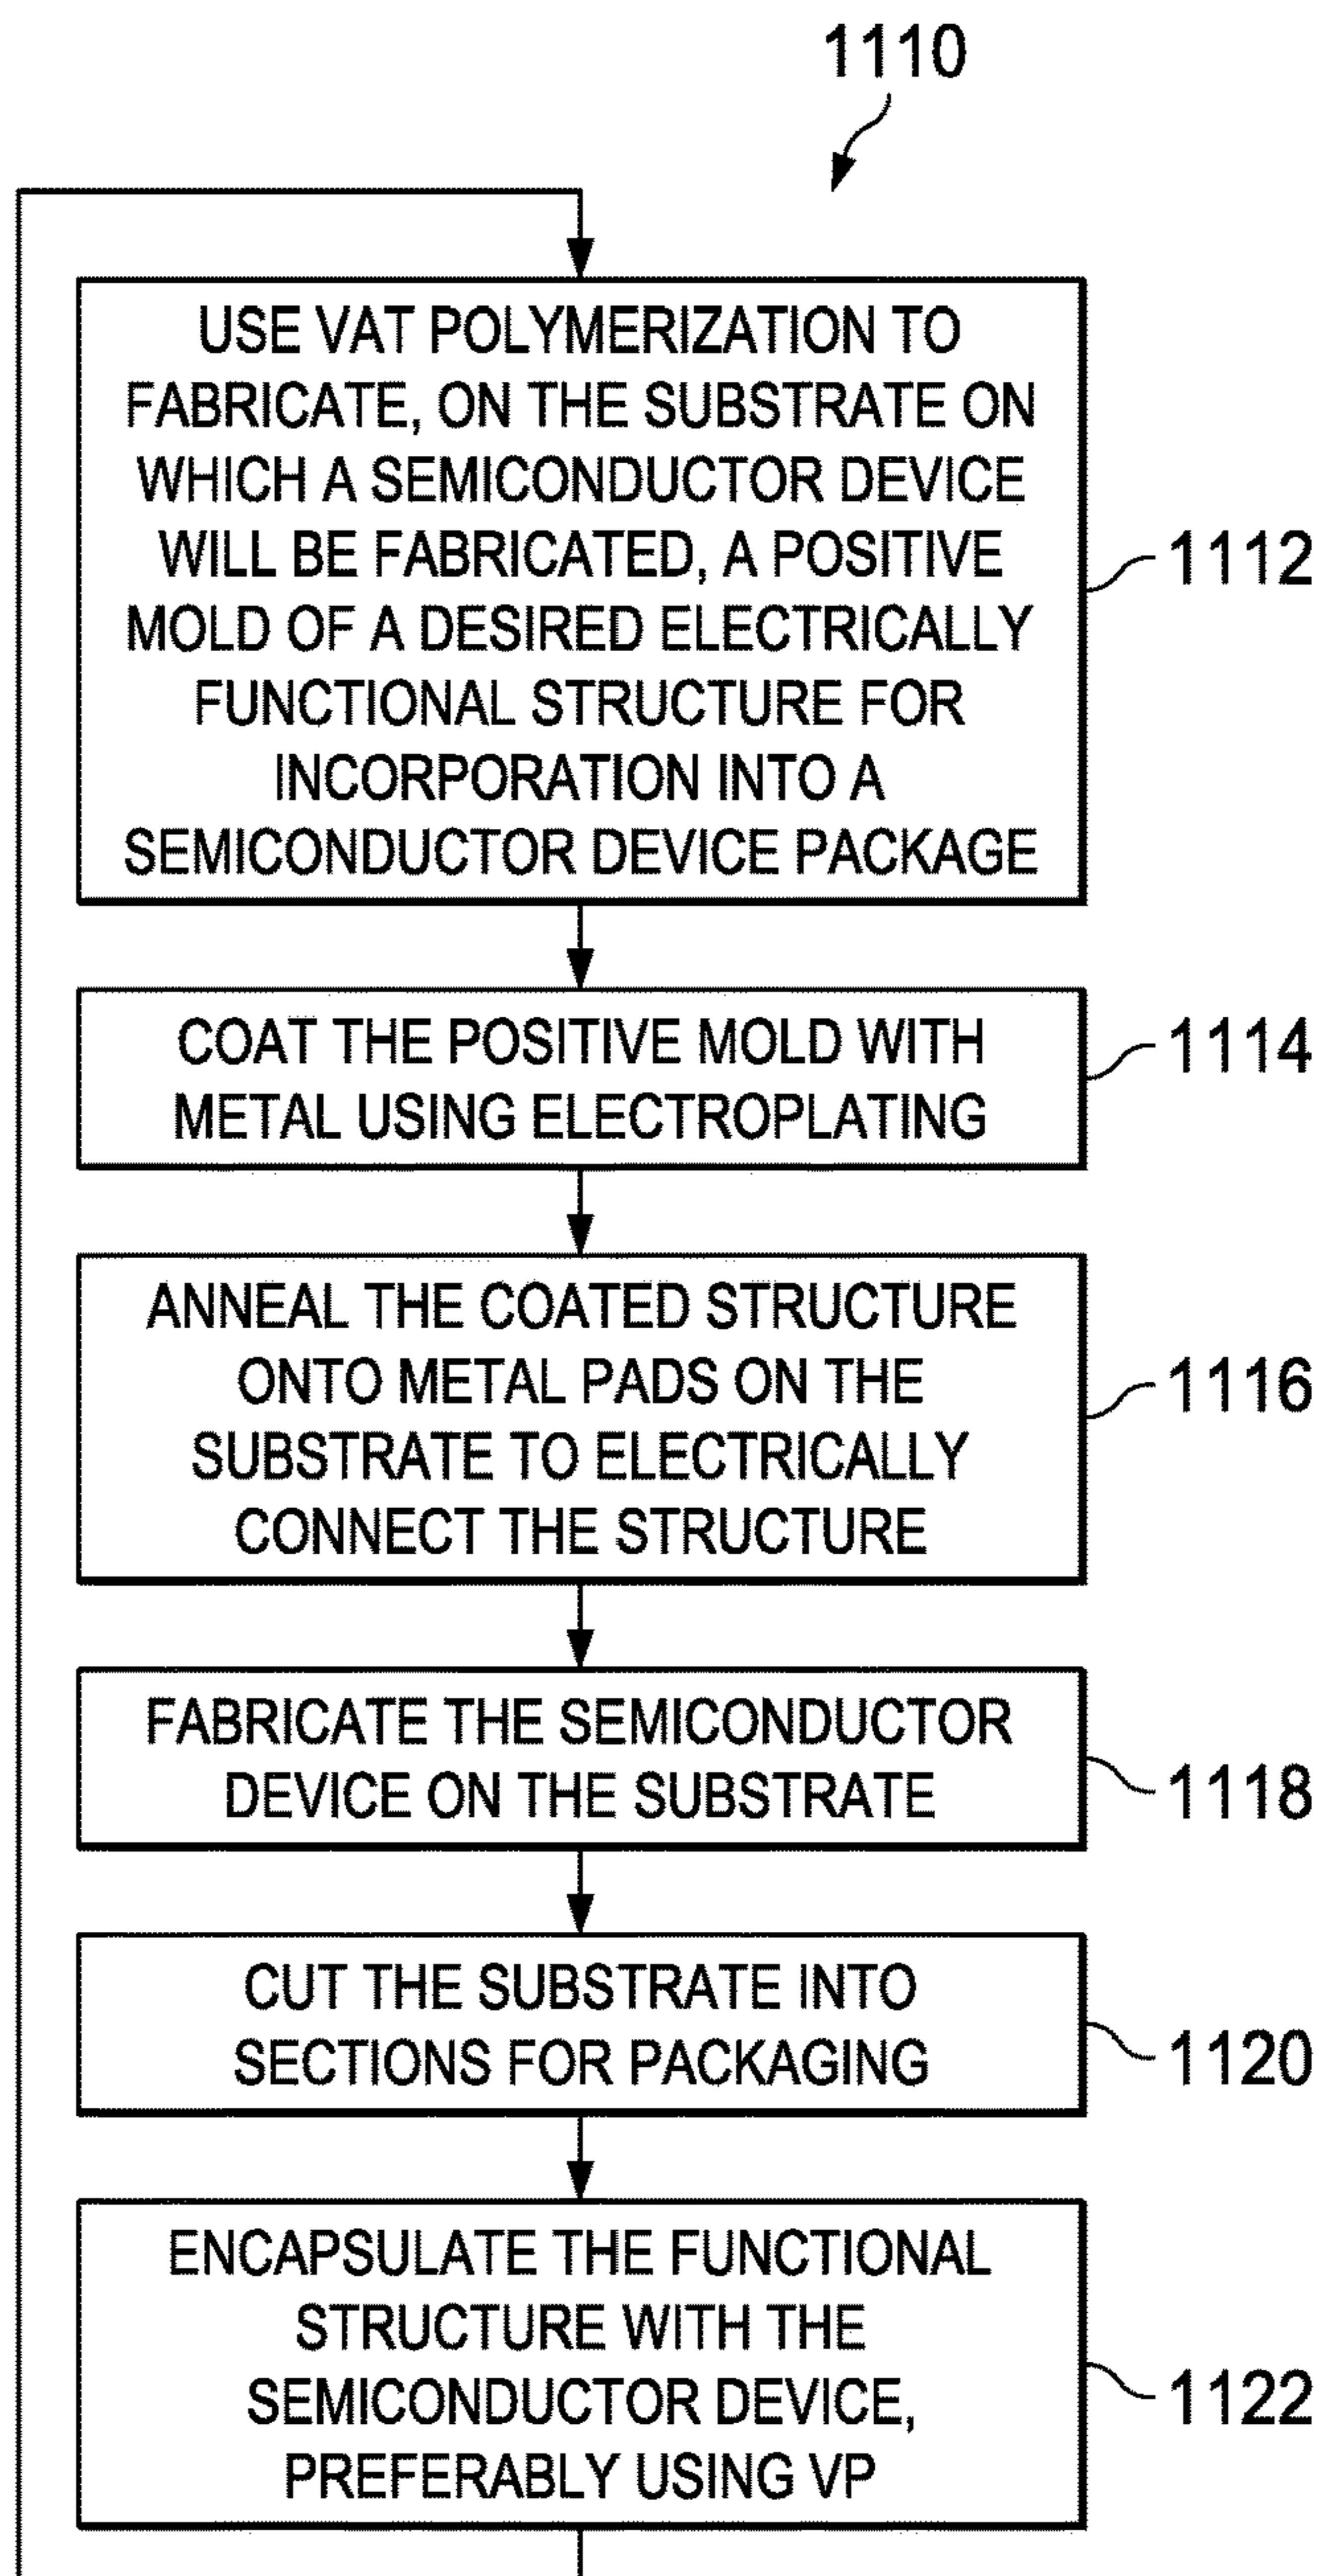 1110
USE VAT POLYMERIZATION TO
FABRICATE, ON THE SUBSTRATE ON
WHICH A SEMICONDUCTOR DEVICE
WILL BE FABRICATED, A POSITIVE
MOLD OF A DESIRED ELECTRICALLY
FUNCTIONAL STRUCTURE FOR
INCORPORATION INTO A
SEMICONDUCTOR DEVICE PACKAGE
1112
COAT THE POSITIVE MOLD WITH
METAL USING ELECTROPLATING
1114
ANNEAL THE COATED STRUCTURE
ONTO METAL PADS ON THE
SUBSTRATE TO ELECTRICALLY
CONNECT THE STRUCTURE
1116
FABRICATE THE SEMICONDUCTOR
DEVICE ON THE SUBSTRATE
1118
CUT THE SUBSTRATE INTO
SECTIONS FOR PACKAGING
1120
ENCAPSULATE THE FUNCTIONAL
STRUCTURE WITH THE
SEMICONDUCTOR DEVICE,
PREFERABLY USING VP
1122